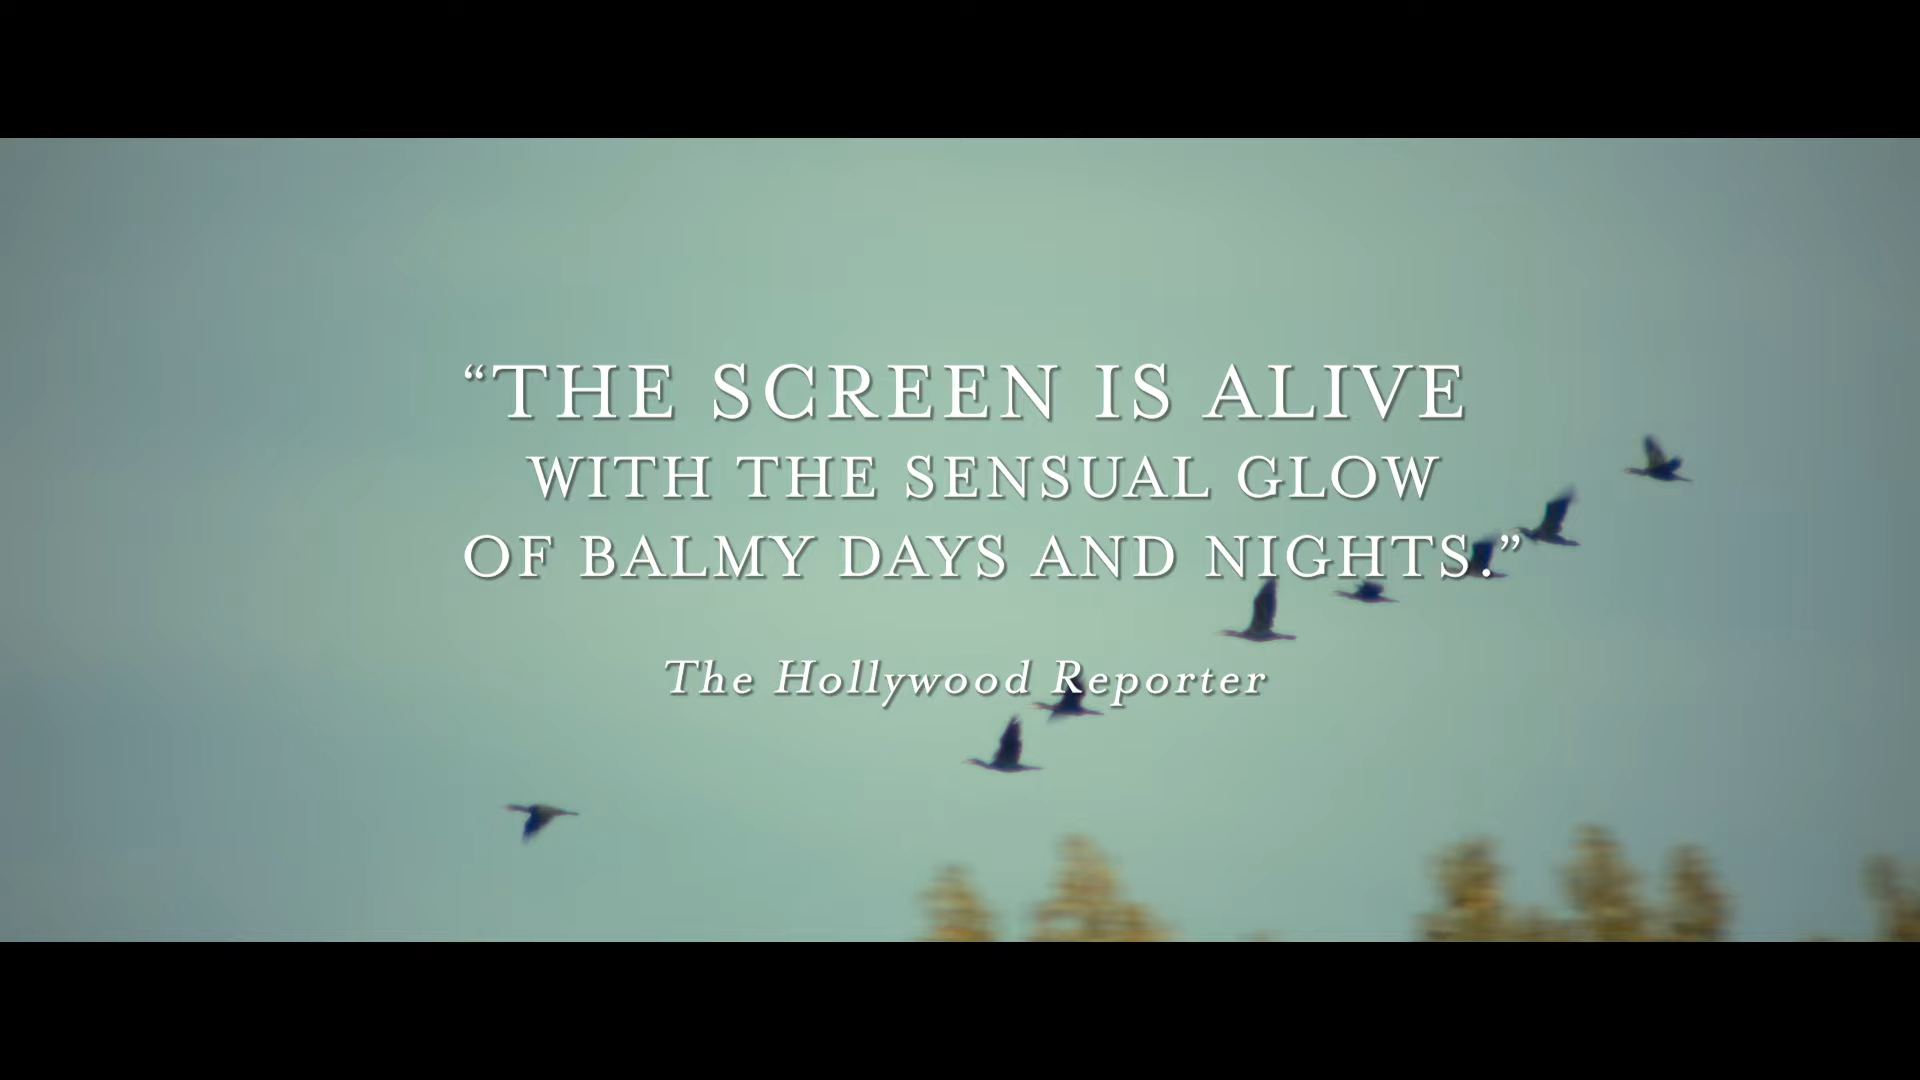 “THE SCREEN IS ALIVE
WITH THE SENSUAL GLOW
OF BALMY DAYS AND NIGHTS.”
The Hollywood Reporter